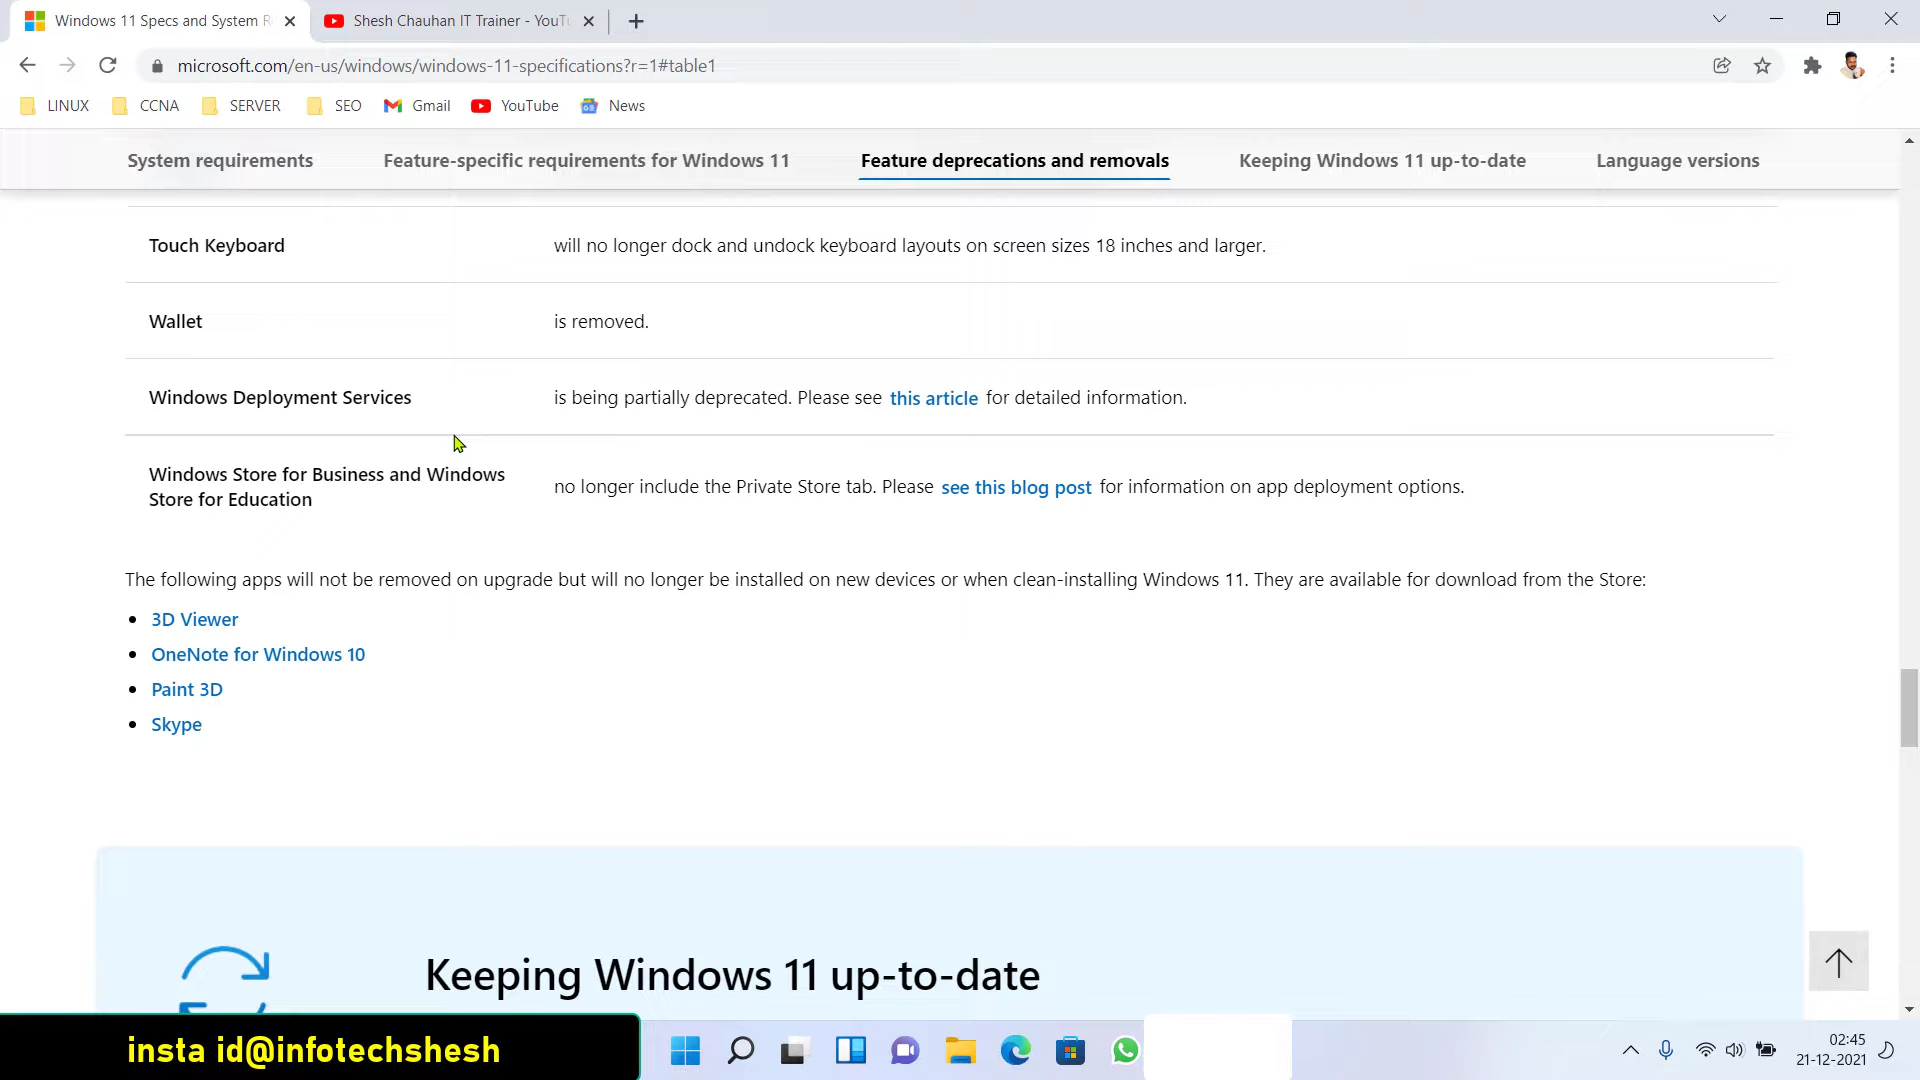 Windows 11 Specs and System R
Shesh Chauhan IT Trainer - YouTu
microsoft.com/en-us/windows/windows-11-specifications?r=1#table1
LINUX CCNA SERVER SEO Gmail YouTube News
System requirements Feature-specific requirements for Windows 11 Feature deprecations and removals Keeping Windows 11 up-to-date Language versions
Touch Keyboard will no longer dock and undock keyboard layouts on screen sizes 18 inches and larger.
Wallet is removed.
Windows Deployment Services is being partially deprecated. Please see this article for detailed information.
Windows Store for Business and Windows
Store for Education
no longer include the Private Store tab. Please see this blog post for information on app deployment options.
The following apps will not be removed on upgrade but will no longer be installed on new devices or when clean-installing Windows 11. They are available for download from the Store:
3D Viewer
OneNote for Windows 10
Paint 3D
Skype
Keeping Windows 11 up-to-date
insta id@infotechshesh
02:45
21-12-2021